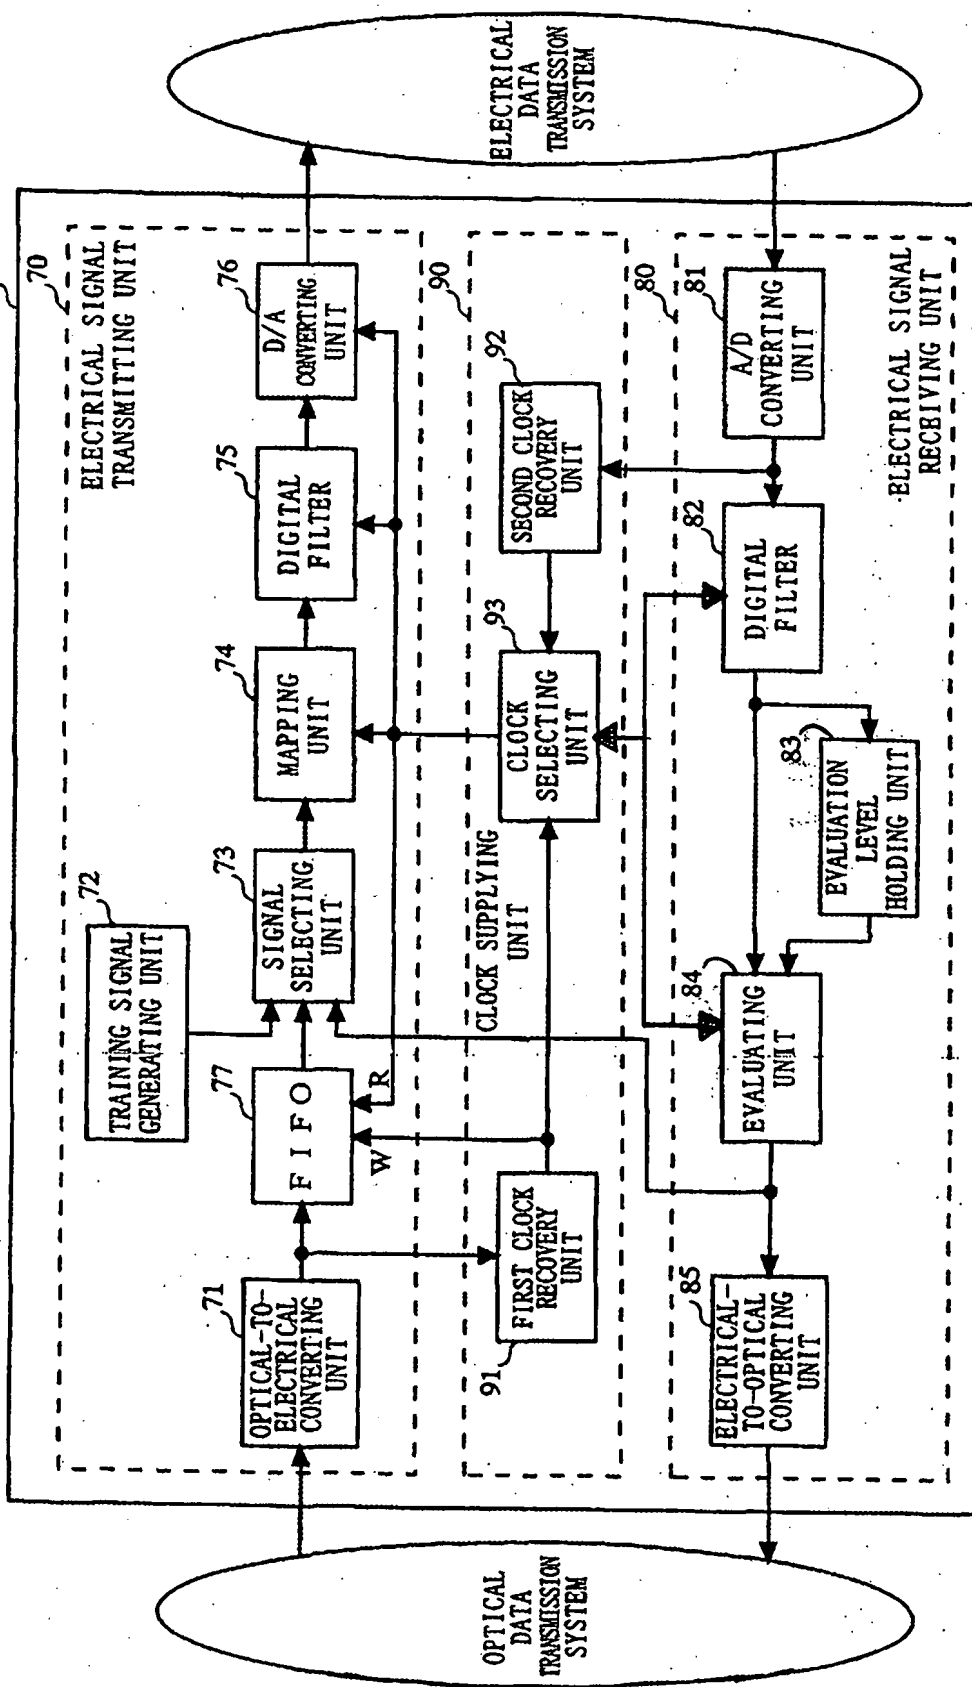 70
ELECTRICAL SIGNAL
TRANSMITTING UNIT
72
TRAINING SIGNAL
GENERATING UNIT
71
OPTICAL-TO-
ELECTRICAL
CONVERTING
UNIT
77
F I F O
W
R
73
SIGNAL
SELECTING
UNIT
74
MAPPING
UNIT
75
DIGITAL
FILTER
76
D/A
CONVERTING
UNIT
90
CLOCK SUPPLYING
UNIT
91
FIRST CLOCK
RECOVERY
UNIT
93
CLOCK
SELECTING
UNIT
92
SECOND CLOCK
RECOVERY
UNIT
80
85
ELECTRICAL-
TO-OPTICAL
CONVERTING
UNIT
84
EVALUATING
UNIT
83
EVALUATION
LEVEL
HOLDING UNIT
82
DIGITAL
FILTER
81
A/D
CONVERTING
UNIT
ELECTRICAL SIGNAL
RECEIVING UNIT
OPTICAL
DATA
TRANSMISSION
SYSTEM
ELECTRICAL
DATA
TRANSMISSION
SYSTEM